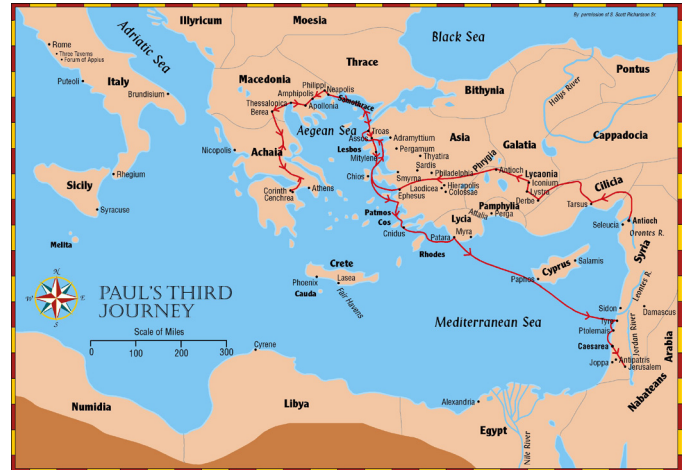 By permission of D. Scott Richardson Sr.
Illyricum
Moesia
Black Sea
Adriatic Sea
Rome
Three Taverns
Forum of Appius
Italy
Puteoli
Brundisium
Thrace
Macedonia
Philippi
Neapolis
Amphipolis
Thessalonica
Apollonia
Berea
Samothrace
Bithynia
Pontus
Halys River
Cappadocia
Aegean Sea
Troas
Assos
Adramyttium
Asia
Galatia
Lesbos
Pergamum
Mitylene
Thyatira
Sardis
Phrygia
Nicopolis
Achaia
Chios
Smyrna
Philadelphia
Antioch
Lycaonia
Iconium
Rhegium
Sicily
Athens
Corinth
Cenchrea
Laodicea
Hierapolis
Colossae
Ephesus
Lystra
Derbe
Cilicia
Tarsus
Pamphylia
Syracuse
Patmos
Cos
Lycia
Attalia
Perga
Antioch
Seleucia
Orontes R.
Cnidus
Patara
Myra
Syria
Melita
Rhodes
Crete
Lasea
Phoenix
Cauda
Fair Havens
Cyprus
Salamis
Paphos
Leontes R.
N
W
E
S
PAUL'S THIRD
JOURNEY
Scale of Miles
0 100 200 300
Mediterranean Sea
Sidon
Damascus
Tyre
Ptolemais
Jordan River
Caesarea
Arabia
Joppa
Antipatris
Jerusalem
Cyrene
Nabateans
Alexandria
Numidia
Libya
Egypt
Nile River